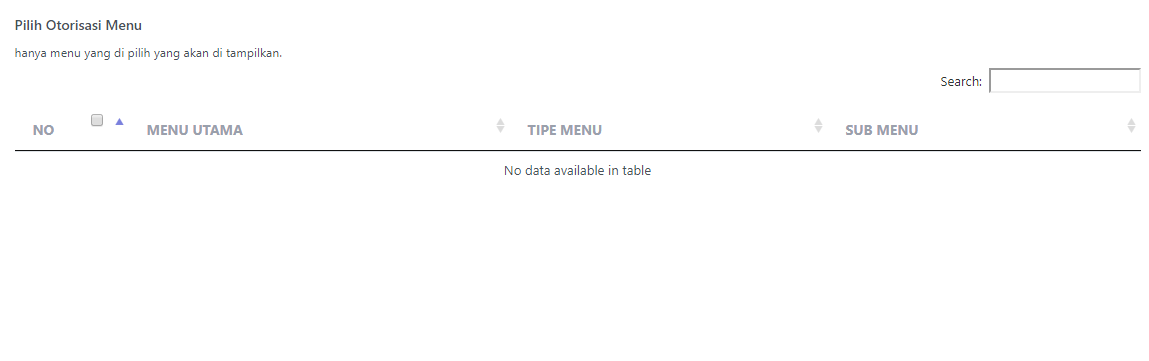 Pilih Otorisasi Menu
hanya menu yang di pilih yang akan di tampilkan.
Search:
NO MENU UTAMA TIPE MENU SUB MENU
No data available in table